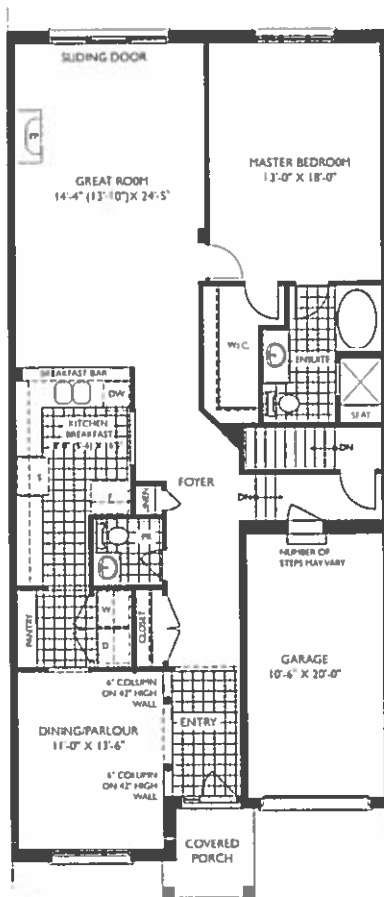 SLIDING DOOR
F
GREAT ROOM
14'-4" (13'-10") X 24'-5"
MASTER BEDROOM
13'-0" X 18'-0"
W.I.C.
ENSUITE
SEAT
BREAKFAST BAR
DW
KITCHEN
BREAKFAST
S
F
LINEN
FOYER
DN
DN
PR
NUMBER OF
STEPS MAY VARY
PANTRY
W
D
CLOSET
GARAGE
10'-6" X 20'-0"
6" COLUMN
ON 42" HIGH
WALL
ENTRY
DINING/PARLOUR
11'-0" X 13'-6"
6" COLUMN
ON 42" HIGH
WALL
COVERED
PORCH